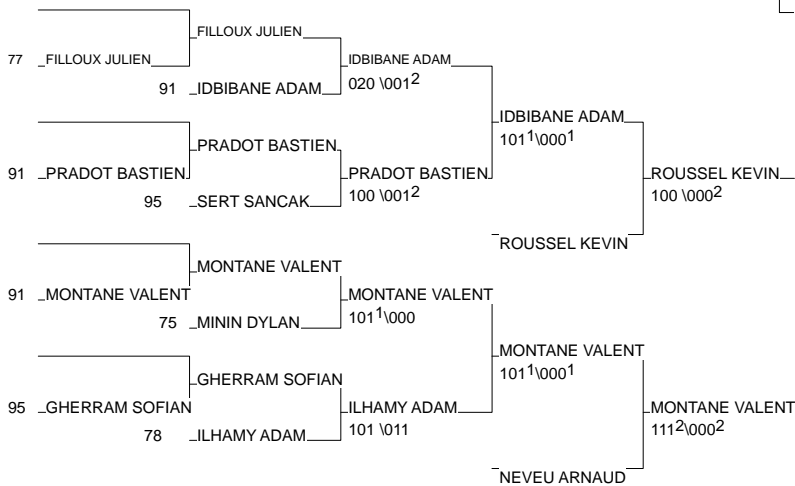 FILLOUX JULIEN
77 FILLOUX JULIEN
IDBIBANE ADAM
020 \001²
91 IDBIBANE ADAM
IDBIBANE ADAM
101¹\000¹
PRADOT BASTIEN
91 PRADOT BASTIEN
PRADOT BASTIEN
100 \001²
ROUSSEL KEVIN
100 \000²
95 SERT SANCAK
ROUSSEL KEVIN
MONTANE VALENT
91 MONTANE VALENT
MONTANE VALENT
101¹\000
75 MININ DYLAN
MONTANE VALENT
101¹\000¹
GHERRAM SOFIAN
95 GHERRAM SOFIAN
ILHAMY ADAM
101 \011
MONTANE VALENT
111²\000²
78 ILHAMY ADAM
NEVEU ARNAUD